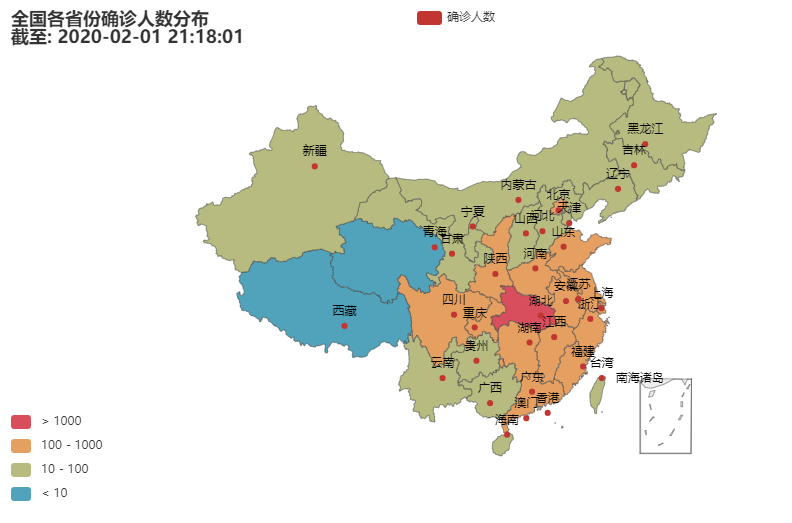 全国各省份确诊人数分布
截至: 2020-02-01 21:18:01
确诊人数
黑龙江
吉林
新疆
辽宁
内蒙古
北京
天津
宁夏
山西
河北
青海
甘肃
山东
陕西
河南
安徽
江苏
上海
四川
湖北
浙江
西藏
重庆
江西
湖南
贵州
福建
云南
台湾
广东
南海诸岛
广西
香港
澳门
海南
> 1000
100 - 1000
10 - 100
< 10